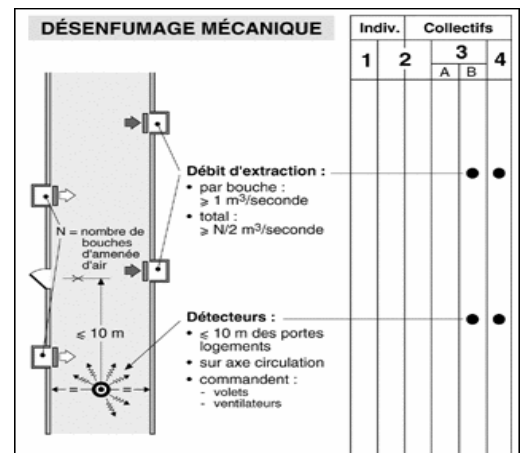 DÉSENFUMAGE MÉCANIQUE
Indiv. Collectifs
1 2 3 4
A B
Débit d'extraction :
• par bouche :
⩾ 1 m³/seconde
• total :
⩾ N/2 m³/seconde
N = nombre de
bouches
d'amenée
d'air
⩽ 10 m
Détecteurs :
• ⩽ 10 m des portes
logements
• sur axe circulation
• commandent :
- volets
- ventilateurs
= =